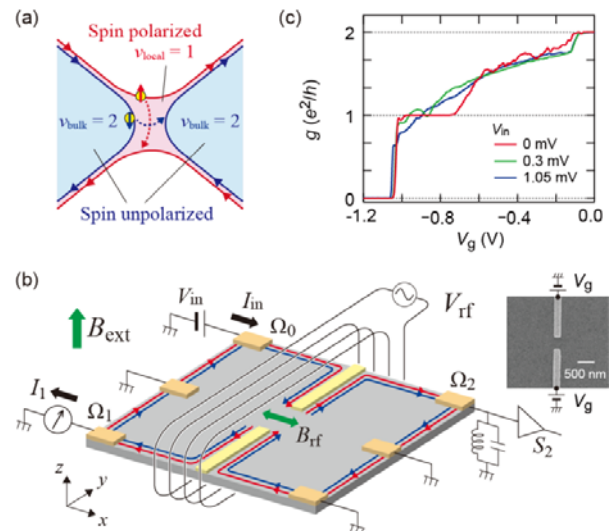 (a)
Spin polarized
νlocal = 1
νbulk = 2
νbulk = 2
Spin unpolarized
(c)
g (e²/h)
2
1
0
-1.2
-0.8
-0.4
0.0
Vg (V)
Vin
0 mV
0.3 mV
1.05 mV
(b)
Bext
Vin
Iin
Ω0
Vrf
I1
Ω1
Brf
Ω2
S2
z
y
x
Vg
500 nm
Vg